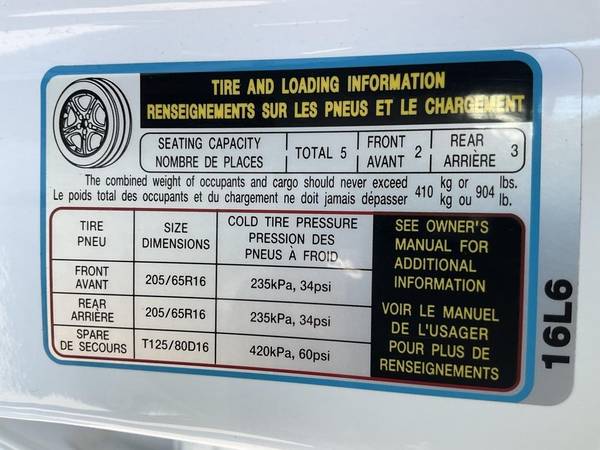 TIRE AND LOADING INFORMATION
RENSEIGNEMENTS SUR LES PNEUS ET LE CHARGEMENT
SEATING CAPACITY
NOMBRE DE PLACES
TOTAL 5
FRONT
AVANT 2
REAR
ARRIÈRE 3
The combined weight of occupants and cargo should never exceed 410 kg or 904 lbs.
Le poids total des occupants et du chargement ne doit jamais dépasser kg ou lb.
TIRE
PNEU
SIZE
DIMENSIONS
COLD TIRE PRESSURE
PRESSION DES
PNEUS À FROID
FRONT
AVANT
205/65R16
235kPa, 34psi
REAR
ARRIÈRE
205/65R16
235kPa, 34psi
SPARE
DE SECOURS
T125/80D16
420kPa, 60psi
SEE OWNER'S
MANUAL FOR
ADDITIONAL
INFORMATION
VOIR LE MANUEL
DE L'USAGER
POUR PLUS DE
RENSEIGNEMENTS
16L6